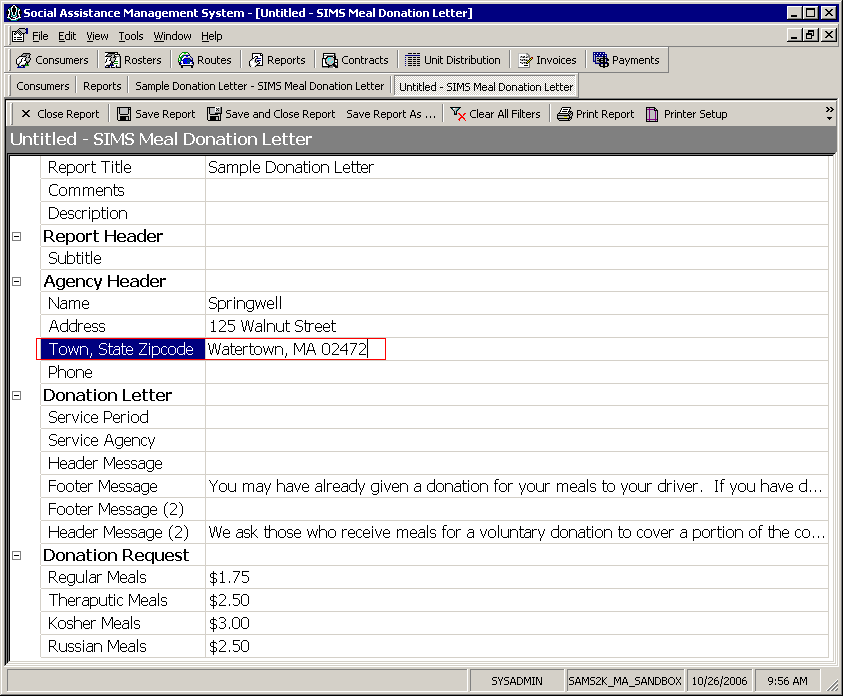 Social Assistance Management System - [Untitled - SIMS Meal Donation Letter]
File Edit View Tools Window Help
Consumers Rosters Routes Reports Contracts Unit Distribution Invoices Payments
Consumers Reports Sample Donation Letter - SIMS Meal Donation Letter Untitled - SIMS Meal Donation Letter
Close Report Save Report Save and Close Report Save Report As ... Clear All Filters Print Report Printer Setup
Untitled - SIMS Meal Donation Letter
Report Title Sample Donation Letter
Comments
Description
Report Header
Subtitle
Agency Header
Name Springwell
Address 125 Walnut Street
Town, State Zipcode Watertown, MA 02472
Phone
Donation Letter
Service Period
Service Agency
Header Message
Footer Message You may have already given a donation for your meals to your driver.  If you have d...
Footer Message (2)
Header Message (2) We ask those who receive meals for a voluntary donation to cover a portion of the co...
Donation Request
Regular Meals $1.75
Theraputic Meals $2.50
Kosher Meals $3.00
Russian Meals $2.50
SYSADMIN SAMS2K_MA_SANDBOX 10/26/2006 9:56 AM